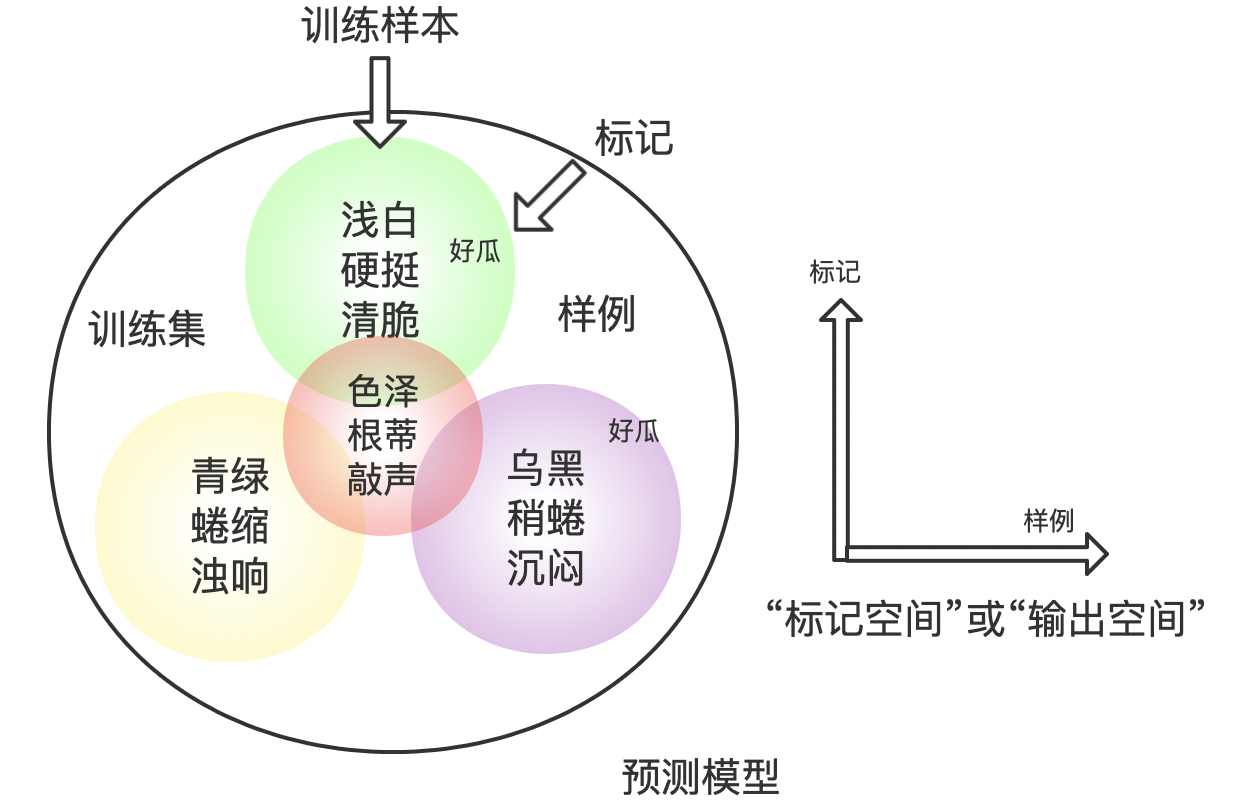 训练样本
标记
浅白
硬挺
清脆
好瓜
训练集
样例
色泽
根蒂
敲声
青绿
蜷缩
浊响
好瓜
乌黑
稍蜷
沉闷
标记
样例
“标记空间”或“输出空间”
预测模型